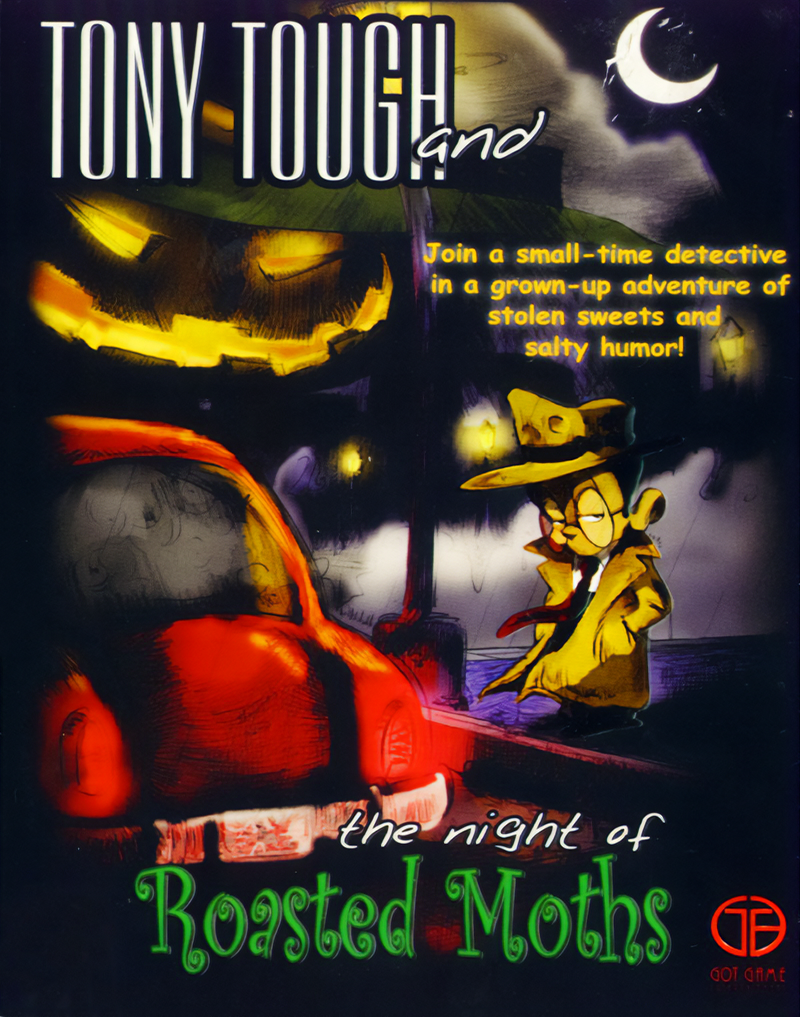 TONY TOUGH
and
Join a small-time detective
in a grown-up adventure of
stolen sweets and
salty humor!
the night of
Roasted Moths
GOT GAME